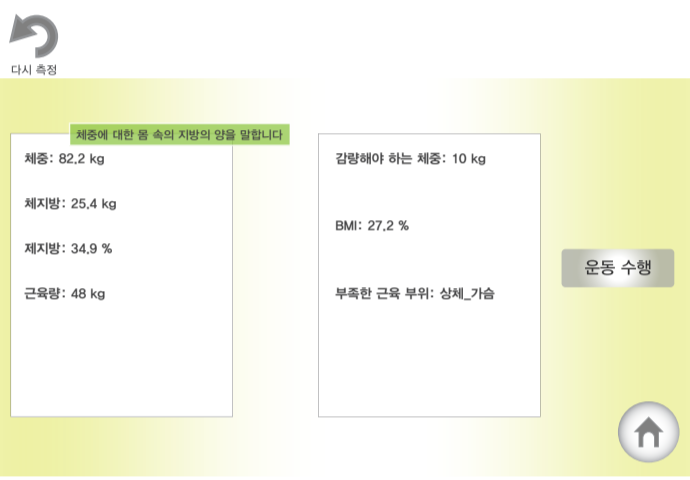 다시 측정
체중에 대한 몸 속의 지방의 양을 말합니다
체중: 82.2 kg
체지방: 25.4 kg
제지방: 34.9 %
근육량: 48 kg
감량해야 하는 체중: 10 kg
BMI: 27.2 %
부족한 근육 부위: 상체_가슴
운동 수행